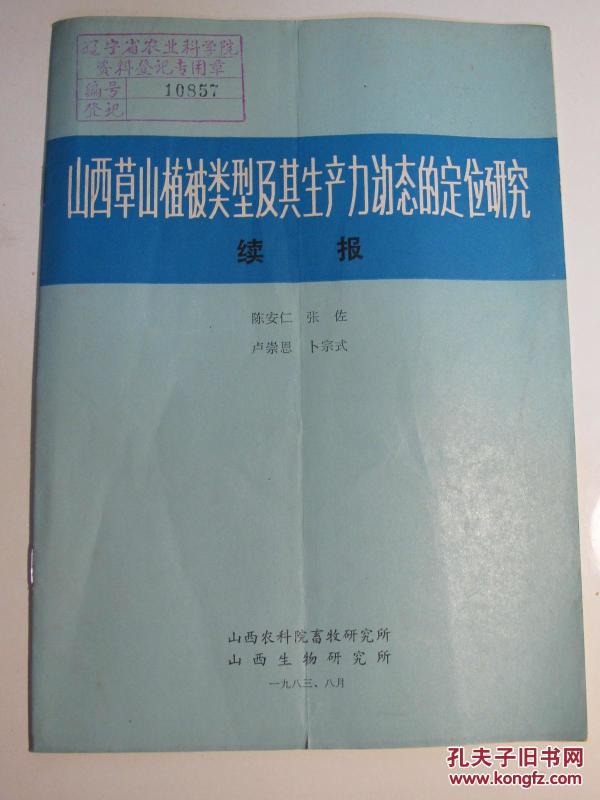 辽宁省农业科学院
资料登记专用章
编号 10857
登记
山西草山植被类型及其生产力动态的定位研究
续 报
陈安仁 张 佐
卢崇恩 卜宗式
山西农科院畜牧研究所
山西生物研究所
一九八三、八月
孔夫子旧书网
www.kongfz.com